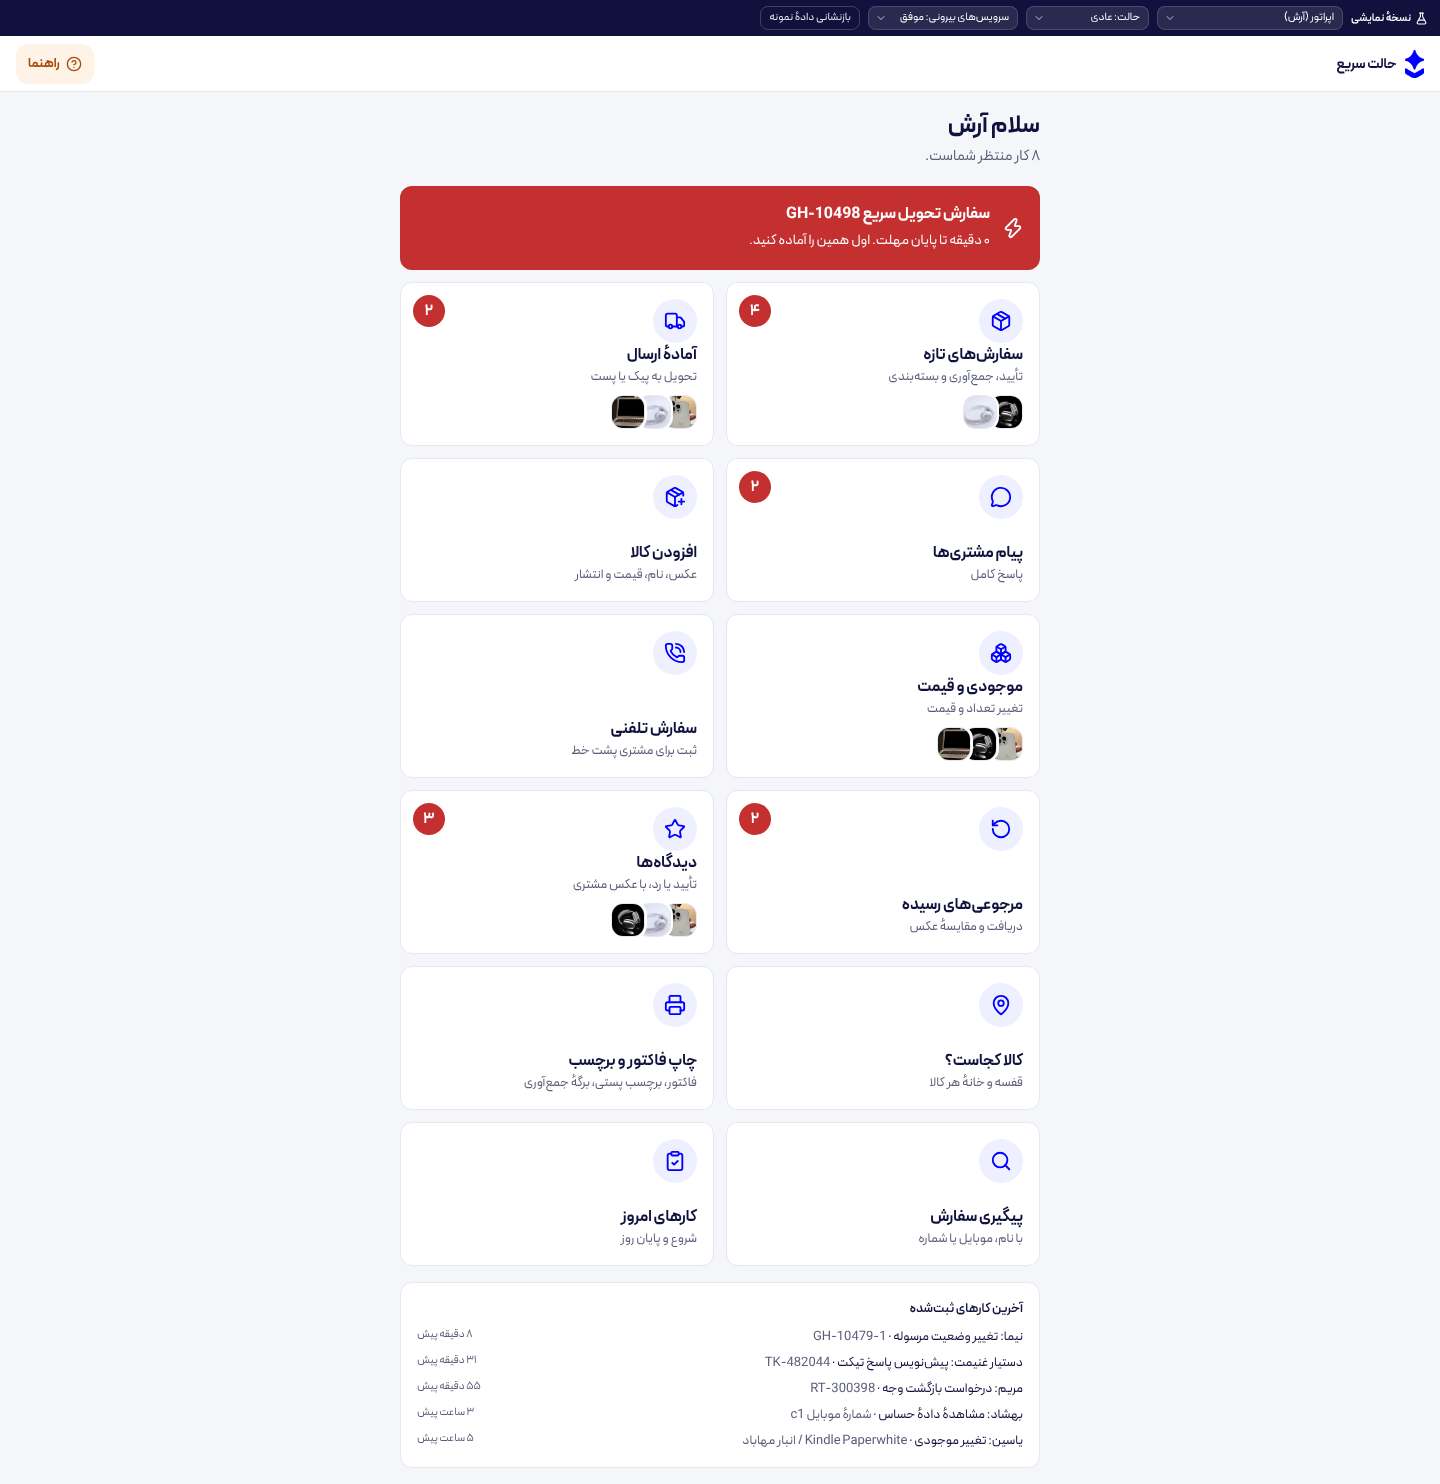 نسخهٔ نمایشی
اپراتور (آرش)
حالت: عادی
سرویس‌های بیرونی: موفق
بازنشانی دادهٔ نمونه
حالت سریع
راهنما
سلام آرش
۸ کار منتظر شماست.
سفارش تحویل سریع GH-10498
۰ دقیقه تا پایان مهلت. اول همین را آماده کنید.
۴
سفارش‌های تازه
تأیید، جمع‌آوری و بسته‌بندی
۲
آمادهٔ ارسال
تحویل به پیک یا پست
۲
پیام مشتری‌ها
پاسخ کامل
افزودن کالا
عکس، نام، قیمت و انتشار
موجودی و قیمت
تغییر تعداد و قیمت
سفارش تلفنی
ثبت برای مشتری پشت خط
۲
مرجوعی‌های رسیده
دریافت و مقایسهٔ عکس
۳
دیدگاه‌ها
تأیید یا رد، با عکس مشتری
کالا کجاست؟
قفسه و خانهٔ هر کالا
چاپ فاکتور و برچسب
فاکتور، برچسب پستی، برگهٔ جمع‌آوری
پیگیری سفارش
با نام، موبایل یا شماره
کارهای امروز
شروع و پایان روز
آخرین کارهای ثبت‌شده
نیما: تغییر وضعیت مرسوله · GH-10479-1 ۸ دقیقه پیش
دستیار غنیمت: پیش‌نویس پاسخ تیکت · TK-482044 ۳۱ دقیقه پیش
مریم: درخواست بازگشت وجه · RT-300398 ۵۵ دقیقه پیش
بهشاد: مشاهدهٔ دادهٔ حساس · شمارهٔ موبایل c1 ۳ ساعت پیش
یاسین: تغییر موجودی · Kindle Paperwhite / انبار مهاباد ۵ ساعت پیش